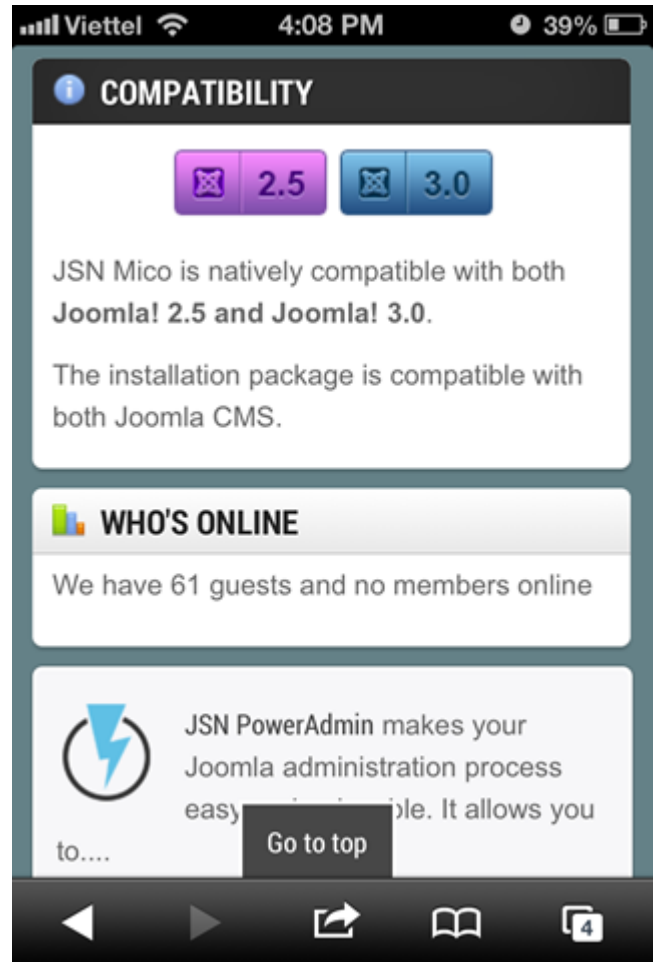 Viettel 4:08 PM 39%
COMPATIBILITY
2.5 3.0
JSN Mico is natively compatible with both
Joomla! 2.5 and Joomla! 3.0.
The installation package is compatible with
both Joomla CMS.
WHO'S ONLINE
We have 61 guests and no members online
JSN PowerAdmin makes your
Joomla administration process
easy ble. It allows you
to....
Go to top
4